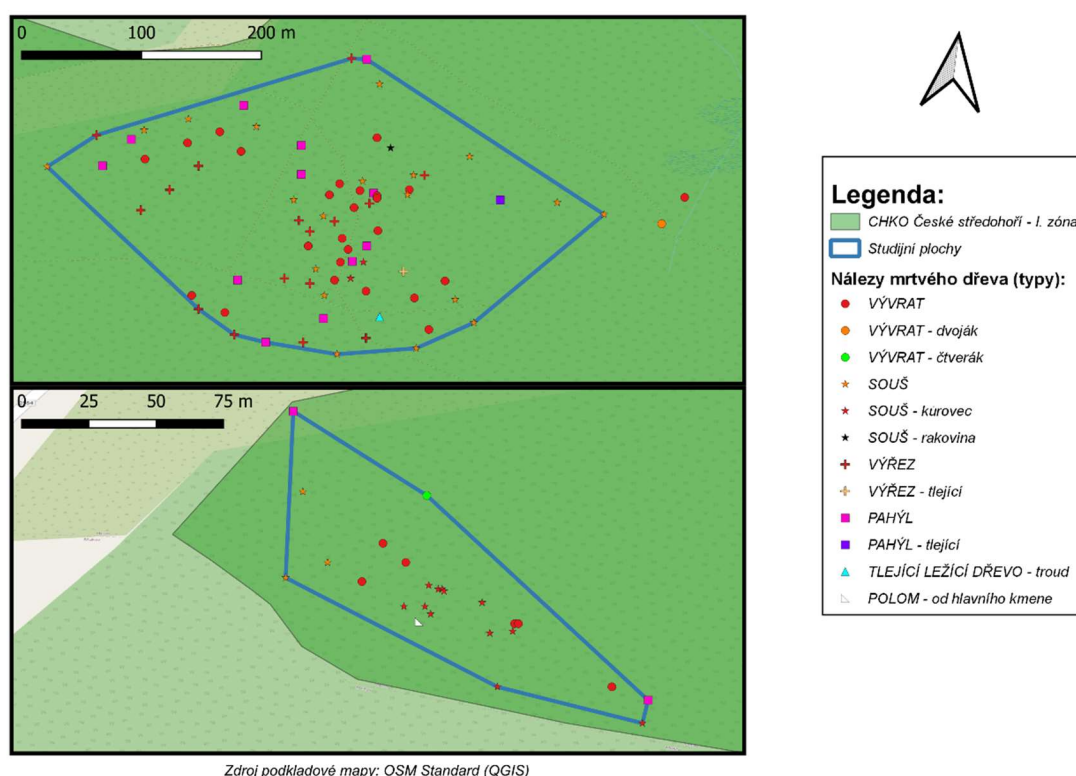 0 100 200 m
0 25 50 75 m
Zdroj podkladové mapy: OSM Standard (QGIS)
Legenda:
CHKO České středohoří - I. zóna
Studijní plochy
Nálezy mrtvého dřeva (typy):
VÝVRAT
VÝVRAT - dvoják
VÝVRAT - čtverák
SOUŠ
SOUŠ - kůrovec
SOUŠ - rakovina
VÝŘEZ
VÝŘEZ - tlející
PAHÝL
PAHÝL - tlející
TLEJÍCÍ LEŽÍCÍ DŘEVO - troud
POLOM - od hlavního kmene